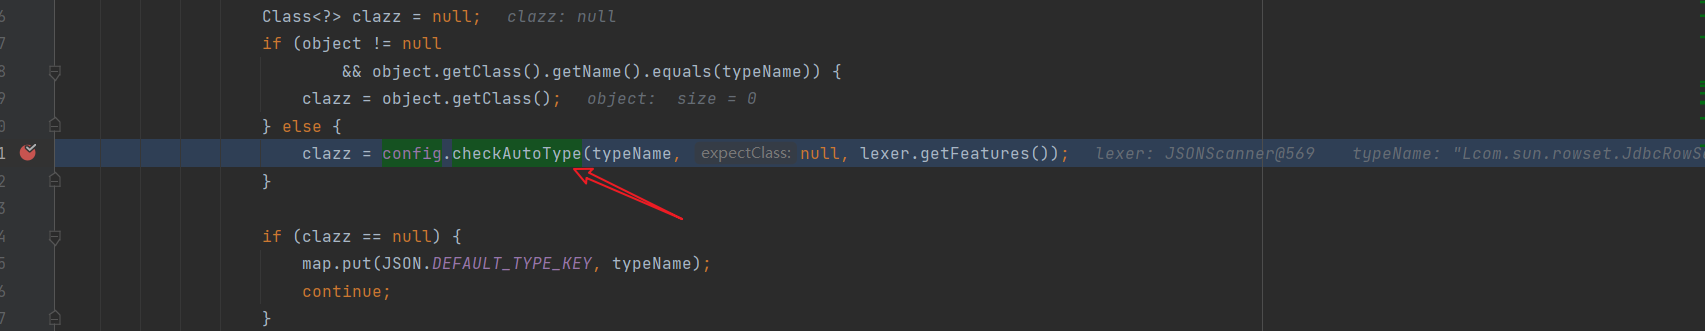 6 Class<?> clazz = null; clazz: null
7 if (object != null
8 && object.getClass().getName().equals(typeName)) {
9 clazz = object.getClass(); object: size = 0
0 } else {
1 clazz = config.checkAutoType(typeName, expectClass: null, lexer.getFeatures()); lexer: JSONScanner@569 typeName: "Lcom.sun.rowset.JdbcRowSe
2 }
3
4 if (clazz == null) {
5 map.put(JSON.DEFAULT_TYPE_KEY, typeName);
6 continue;
7 }